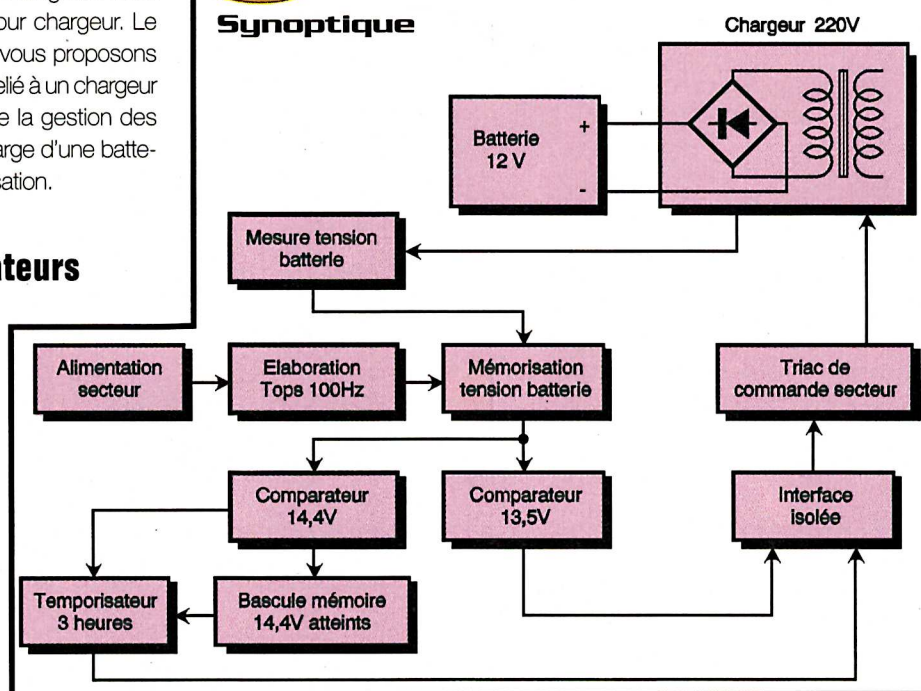 our chargeur. Le
vous proposons
elié à un chargeur
e la gestion des
arge d'une batte-
sation.
ateurs
Synoptique
Chargeur 220V
Batterie
12 V
+
-
Mesure tension
batterie
Alimentation
secteur
Elaboration
Tops 100Hz
Mémorisation
tension batterie
Triac de
commande secteur
Comparateur
14,4V
Comparateur
13,5V
Interface
isolée
Temporisateur
3 heures
Bascule mémoire
14,4V atteints